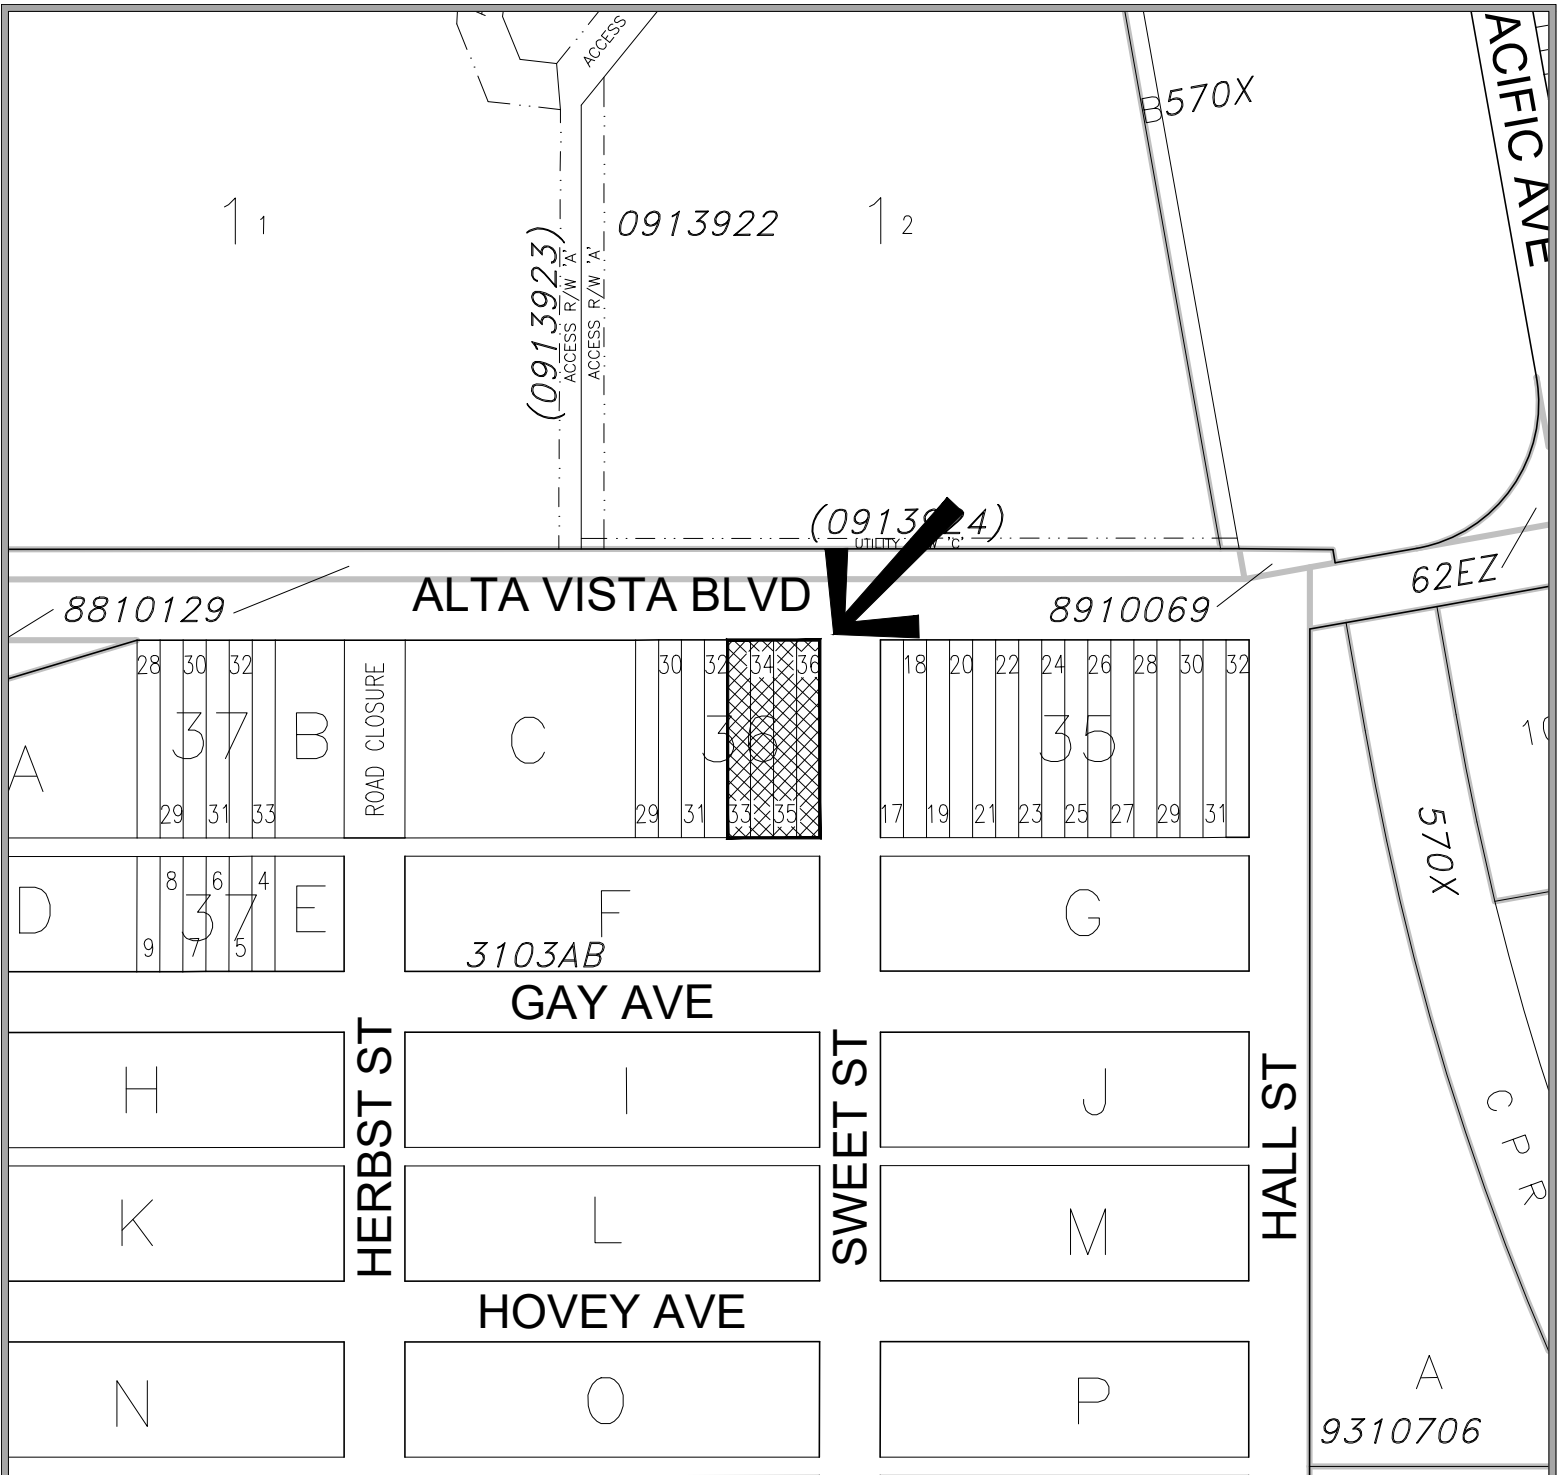 ACCESS
ACIFIC AVE
B
570X
1 1
0913922
1 2
(0913923)
ACCESS R/W 'A'
ACCESS R/W 'A'
UTILITY
ALTA VISTA BLVD
8810129
8910069
62EZ
28 30 32
30 32 34 36
18 20 22 24 26 28 30 32
A
37
B
ROAD CLOSURE
C
36
35
29 31 33
29 31 33 35
17 19 21 23 25 27 29 31
570X
D
8 6 4
37
9 7 5
E
F
3103AB
G
GAY AVE
H
HERBST ST
I
SWEET ST
J
HALL ST
C P R
K
L
M
HOVEY AVE
N
O
P
A
9310706